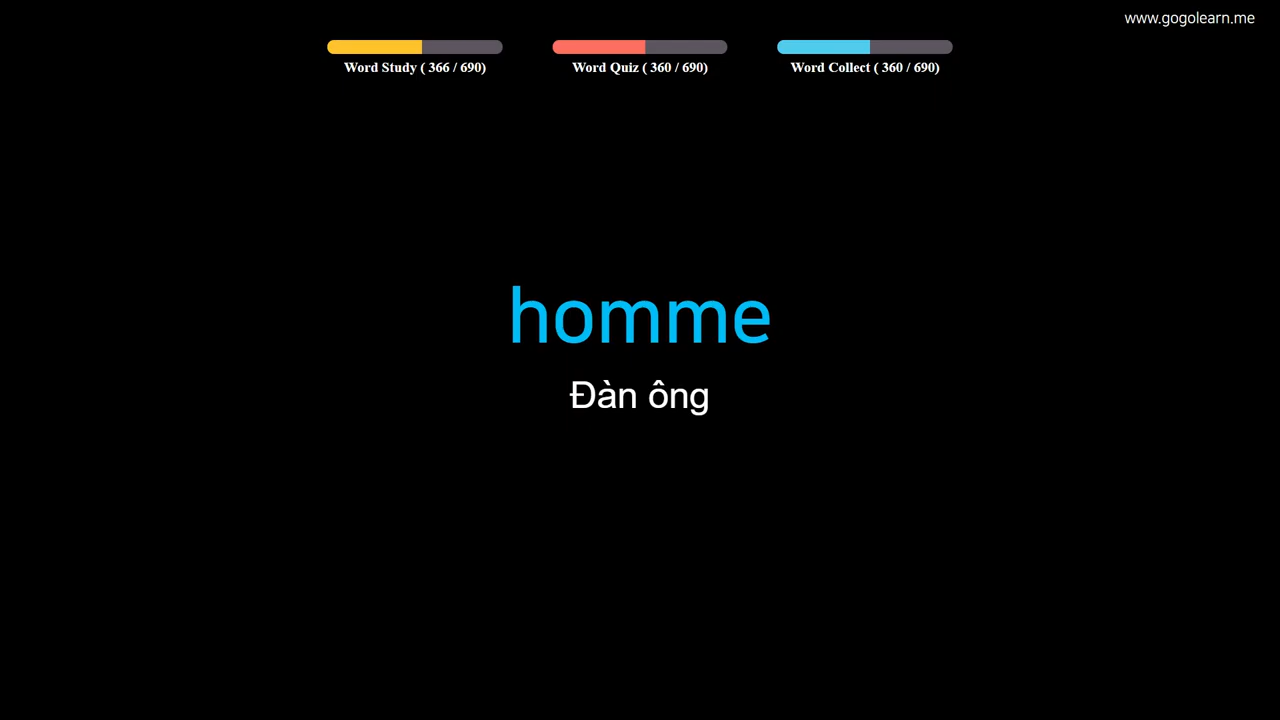 www.gogolearn.me
Word Study ( 366 / 690)
Word Quiz ( 360 / 690)
Word Collect ( 360 / 690)
homme
Đàn ông